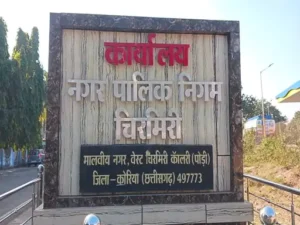 कार्यालय
नगर पालिक निगम
चिरमिरी
मालवीय नगर, वेस्ट चिरमिरी कॉलरी (पोंड़ी)
जिला - कोरिया (छत्तीसगढ़) 497773